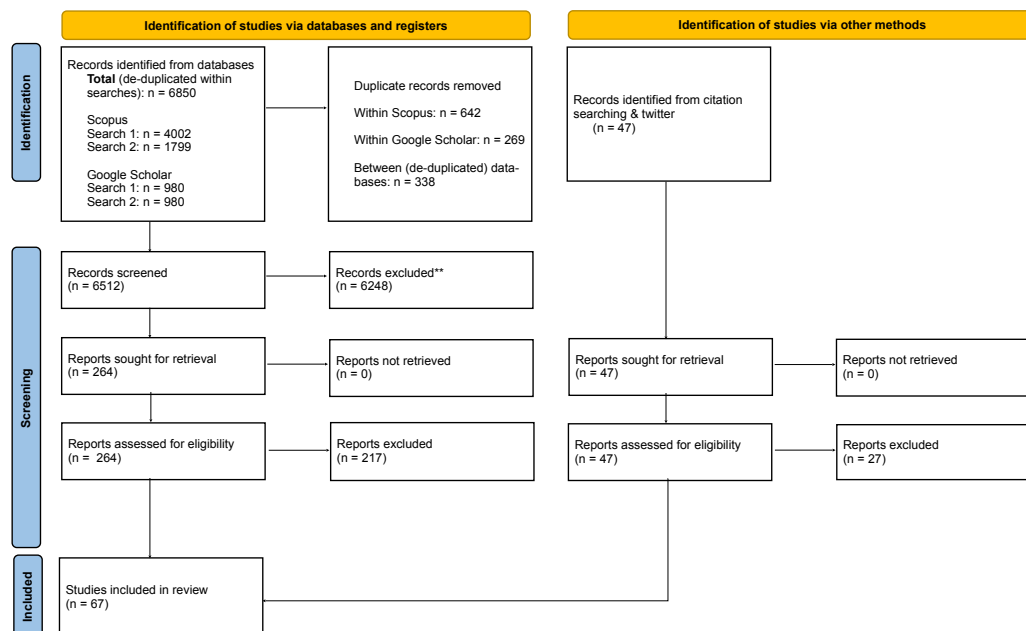 Identification of studies via databases and registers
Identification of studies via other methods
Identification
Records identified from databases
Total (de-duplicated within
searches): n = 6850
Scopus
Search 1: n = 4002
Search 2: n = 1799
Google Scholar
Search 1: n = 980
Search 2: n = 980
Duplicate records removed
Within Scopus: n = 642
Within Google Scholar: n = 269
Between (de-duplicated) data-
bases: n = 338
Records identified from citation
searching & twitter
(n = 47)
Screening
Records screened
(n = 6512)
Records excluded**
(n = 6248)
Reports sought for retrieval
(n = 264)
Reports not retrieved
(n = 0)
Reports sought for retrieval
(n = 47)
Reports not retrieved
(n = 0)
Reports assessed for eligibility
(n = 264)
Reports excluded
(n = 217)
Reports assessed for eligibility
(n = 47)
Reports excluded
(n = 27)
Included
Studies included in review
(n = 67)